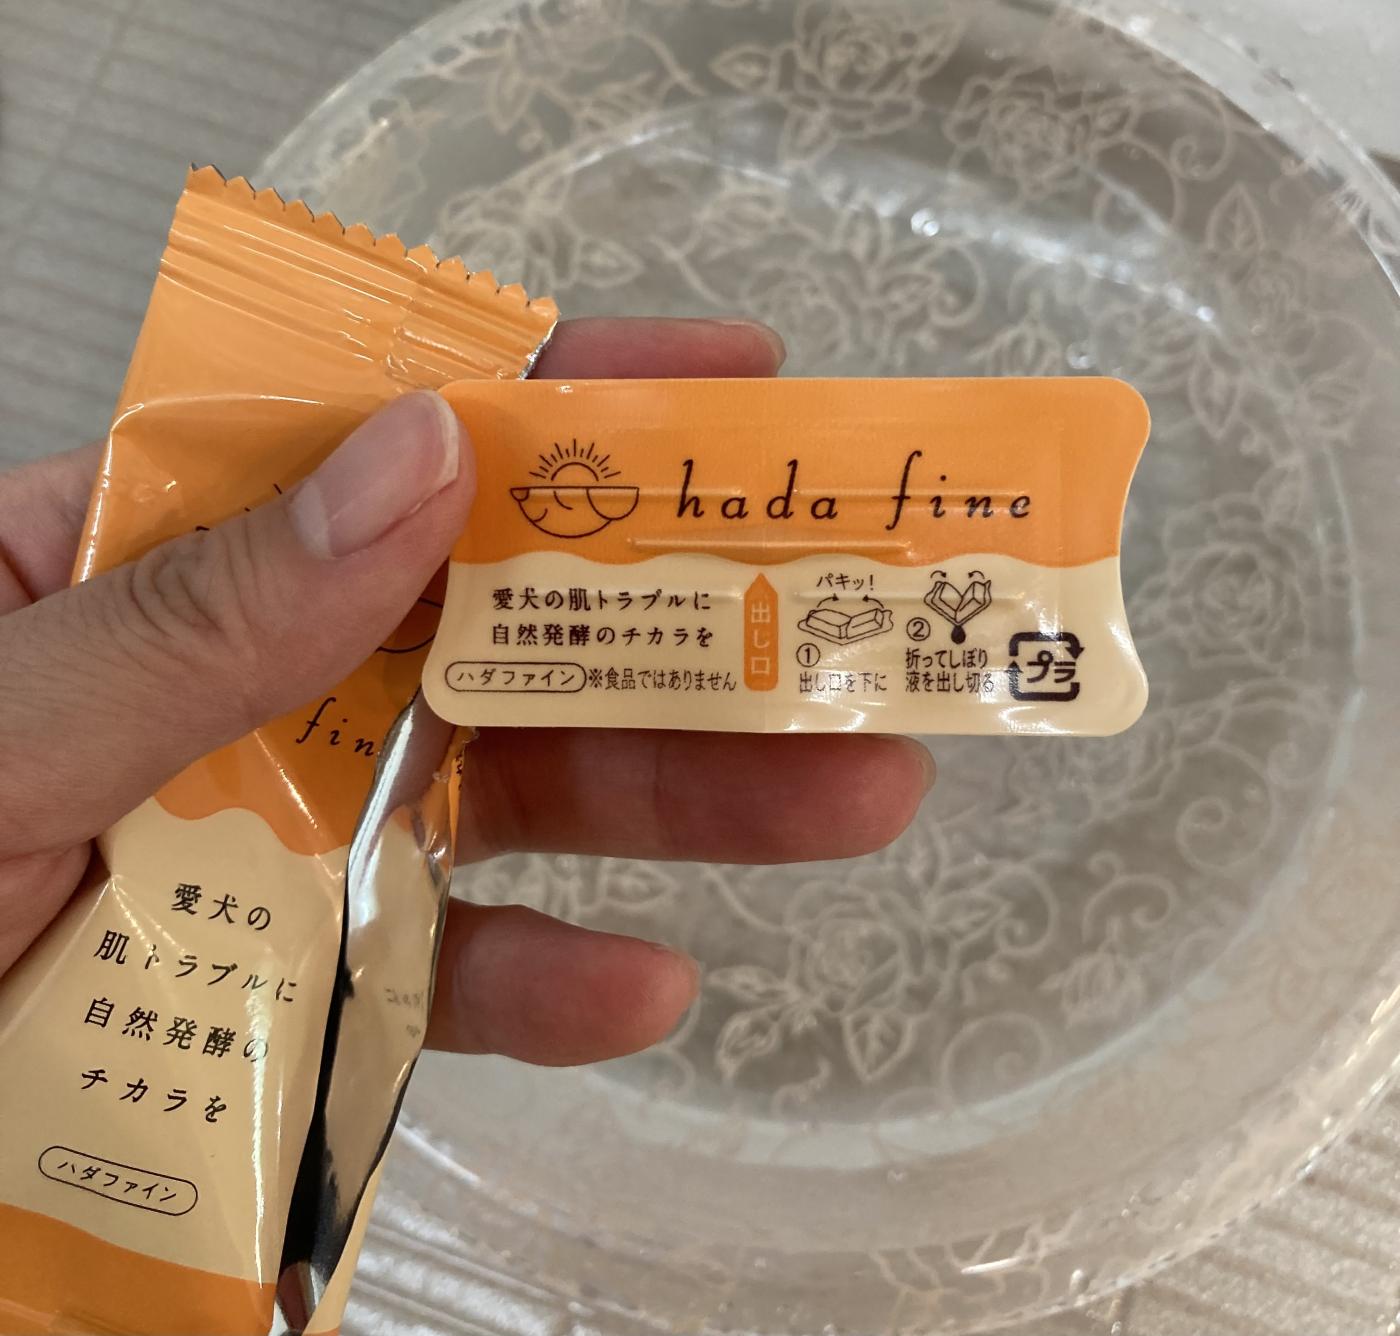 hada fine
愛犬の肌トラブルに
自然発酵のチカラを
ハダファイン ※食品ではありません
出し口
パキッ!
①
出し口を下に
②
折ってしぼり
液を出し切る
プラ
fin
愛犬の
肌トラブルに
自然発酵の
チカラを
ハダファイン